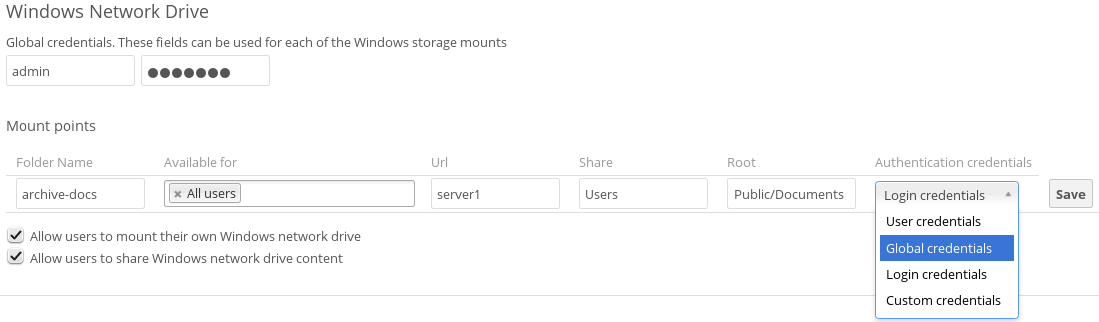 Windows Network Drive
Global credentials. These fields can be used for each of the Windows storage mounts
admin ●●●●●●●
Mount points
Folder Name Available for Url Share Root Authentication credentials
archive-docs × All users server1 Users Public/Documents Login credentials Save
User credentials
Allow users to mount their own Windows network drive
Global credentials
Allow users to share Windows network drive content
Login credentials
Custom credentials